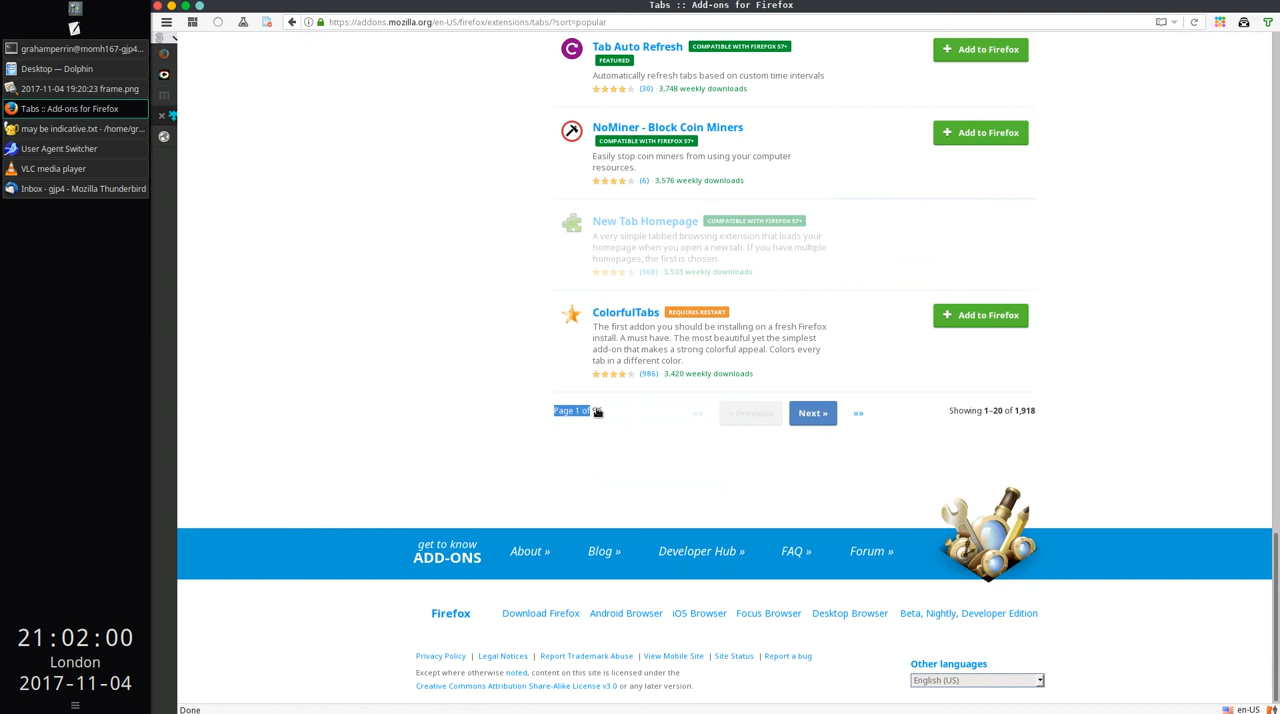 Tabs :: Add-ons for Firefox
https://addons.mozilla.org/en-US/firefox/extensions/tabs/?sort=popular
grahamperrin@momh167-gjp4...
Desktop — Dolphin
2017-11-04 19:20:23 frame.png
Tabs :: Add-ons for Firefox
may be indicative.txt - /home/gr...
User Agent Switcher
VLC media player
Inbox - gjp4 - Mozilla Thunderbird
Tab Auto Refresh COMPATIBLE WITH FIREFOX 57+
FEATURED
Automatically refresh tabs based on custom time intervals
(30) · 3,748 weekly downloads
+ Add to Firefox
NoMiner - Block Coin Miners
COMPATIBLE WITH FIREFOX 57+
Easily stop coin miners from using your computer
resources.
(6) · 3,576 weekly downloads
+ Add to Firefox
New Tab Homepage COMPATIBLE WITH FIREFOX 57+
A very simple tabbed browsing extension that loads your
homepage when you open a new tab. If you have multiple
homepages, the first is chosen.
(368) · 3,503 weekly downloads
ColorfulTabs REQUIRES RESTART
The first addon you should be installing on a fresh Firefox
install. A must have. The most beautiful yet the simplest
add-on that makes a strong colorful appeal. Colors every
tab in a different color.
(986) · 3,420 weekly downloads
+ Add to Firefox
Page 1 of
«« « Previous Next » »»
Showing 1–20 of 1,918
get to know
ADD-ONS
About » Blog » Developer Hub » FAQ » Forum »
Firefox Download Firefox Android Browser iOS Browser Focus Browser Desktop Browser Beta, Nightly, Developer Edition
Privacy Policy | Legal Notices | Report Trademark Abuse | View Mobile Site | Site Status | Report a bug
Except where otherwise noted, content on this site is licensed under the
Creative Commons Attribution Share-Alike License v3.0 or any later version.
Other languages
English (US)
21:02:00
2017-11-04
Done
en-US